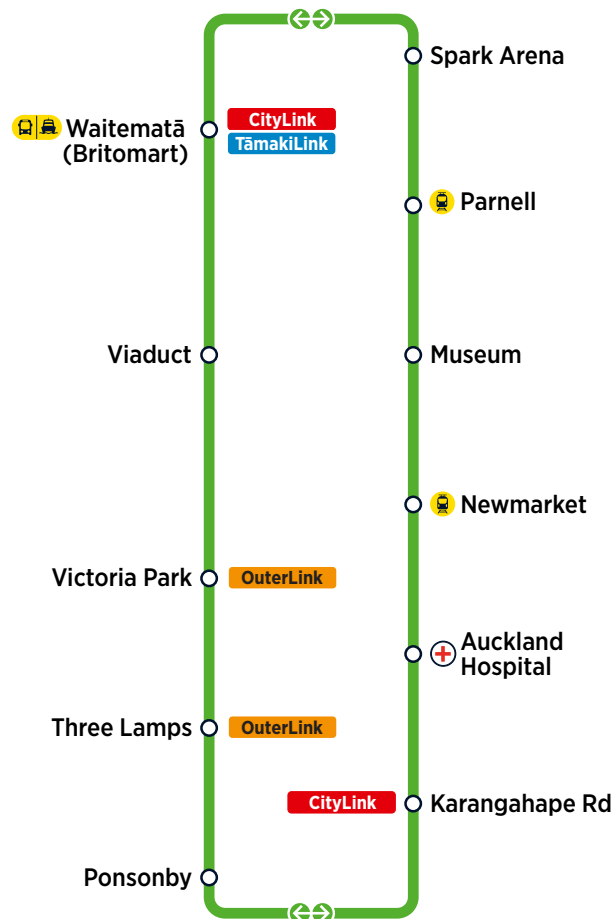 Spark Arena
Waitematā
(Britomart)
CityLink
TāmakiLink
Parnell
Viaduct
Museum
Newmarket
Victoria Park
OuterLink
Auckland
Hospital
Three Lamps
OuterLink
CityLink
Karangahape Rd
Ponsonby